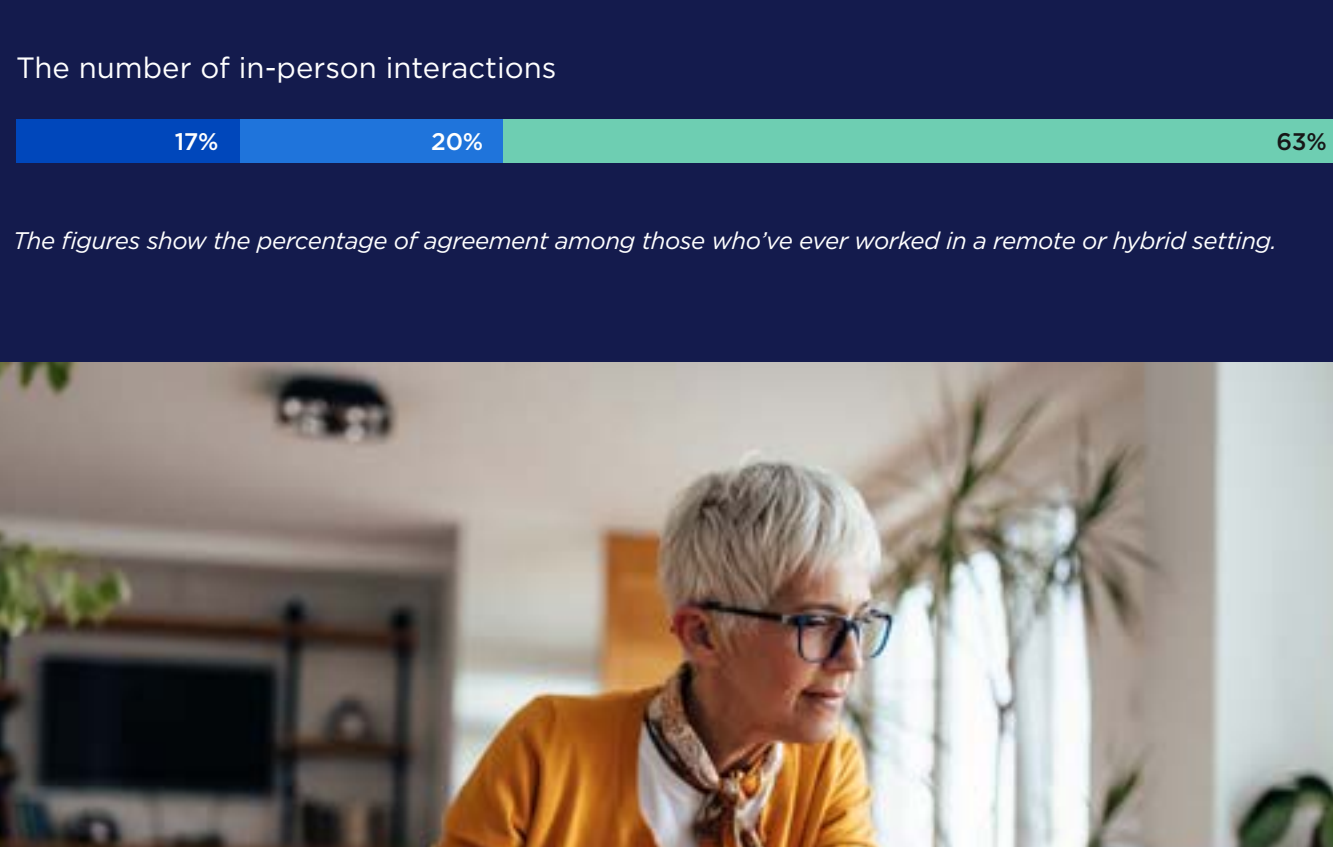 The number of in-person interactions
17% 20% 63%
The figures show the percentage of agreement among those who’ve ever worked in a remote or hybrid setting.